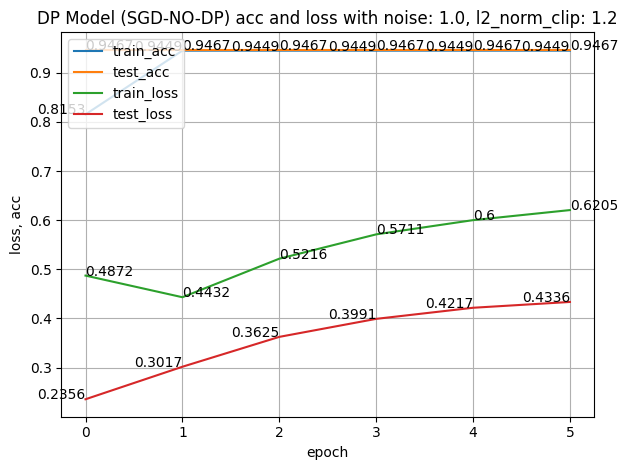 DP Model (SGD-NO-DP) acc and loss with noise: 1.0, l2_norm_clip: 1.2
0.9467 0.9449 0.9467 0.9449 0.9467 0.9449 0.9467 0.9449 0.9467 0.9449 0.9467
train_acc
test_acc
train_loss
test_loss
0.8153
0.4872
0.4432
0.5216
0.5711
0.6
0.6205
0.2356
0.3017
0.3625
0.3991
0.4217
0.4336
0.9
0.8
0.7
0.6
0.5
0.4
0.3
loss, acc
0 1 2 3 4 5
epoch